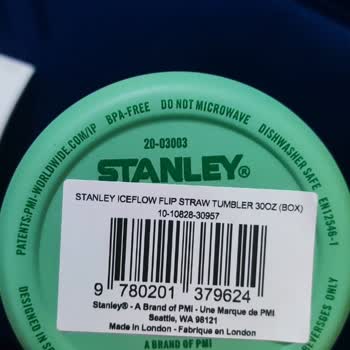 PATENTS:PMI-WORLDWIDE.COM/IP BPA-FREE DO NOT MICROWAVE DISHWASHER SAFE EN12546-1
20-03003
STANLEY®
STANLEY ICEFLOW FLIP STRAW TUMBLER 30OZ (BOX)
10-10828-30957
9 780201 379624
Stanley® - A Brand of PMI - Une Marque de PMI
Seattle, WA 98121
Made in London - Fabrique en London
DESIGNED IN
A BRAND OF PMI
ONLY